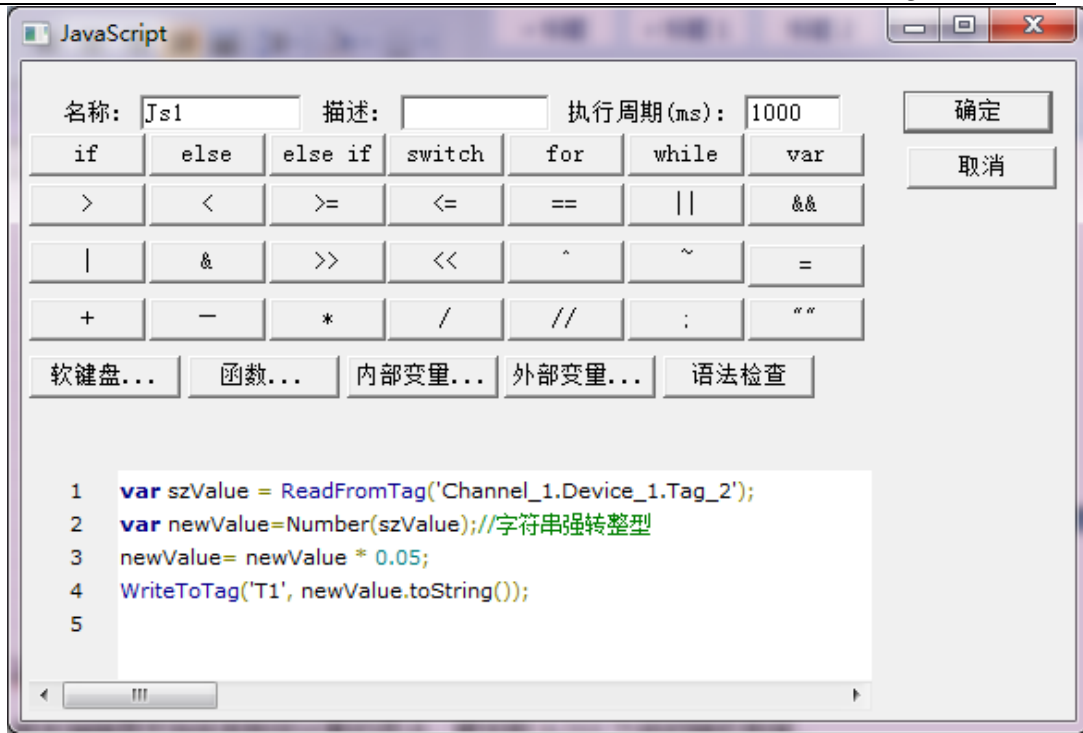 JavaScript
名称: Js1 描述: 执行周期(ms): 1000 确定
if else else if switch for while var 取消
> < >= <= == || &&
| & >> << ^ ~ =
+ — * / // ; ""
软键盘... 函数... 内部变量... 外部变量... 语法检查
1 var szValue = ReadFromTag('Channel_1.Device_1.Tag_2');
2 var newValue=Number(szValue);//字符串强转整型
3 newValue= newValue * 0.05;
4 WriteToTag('T1', newValue.toString());
5